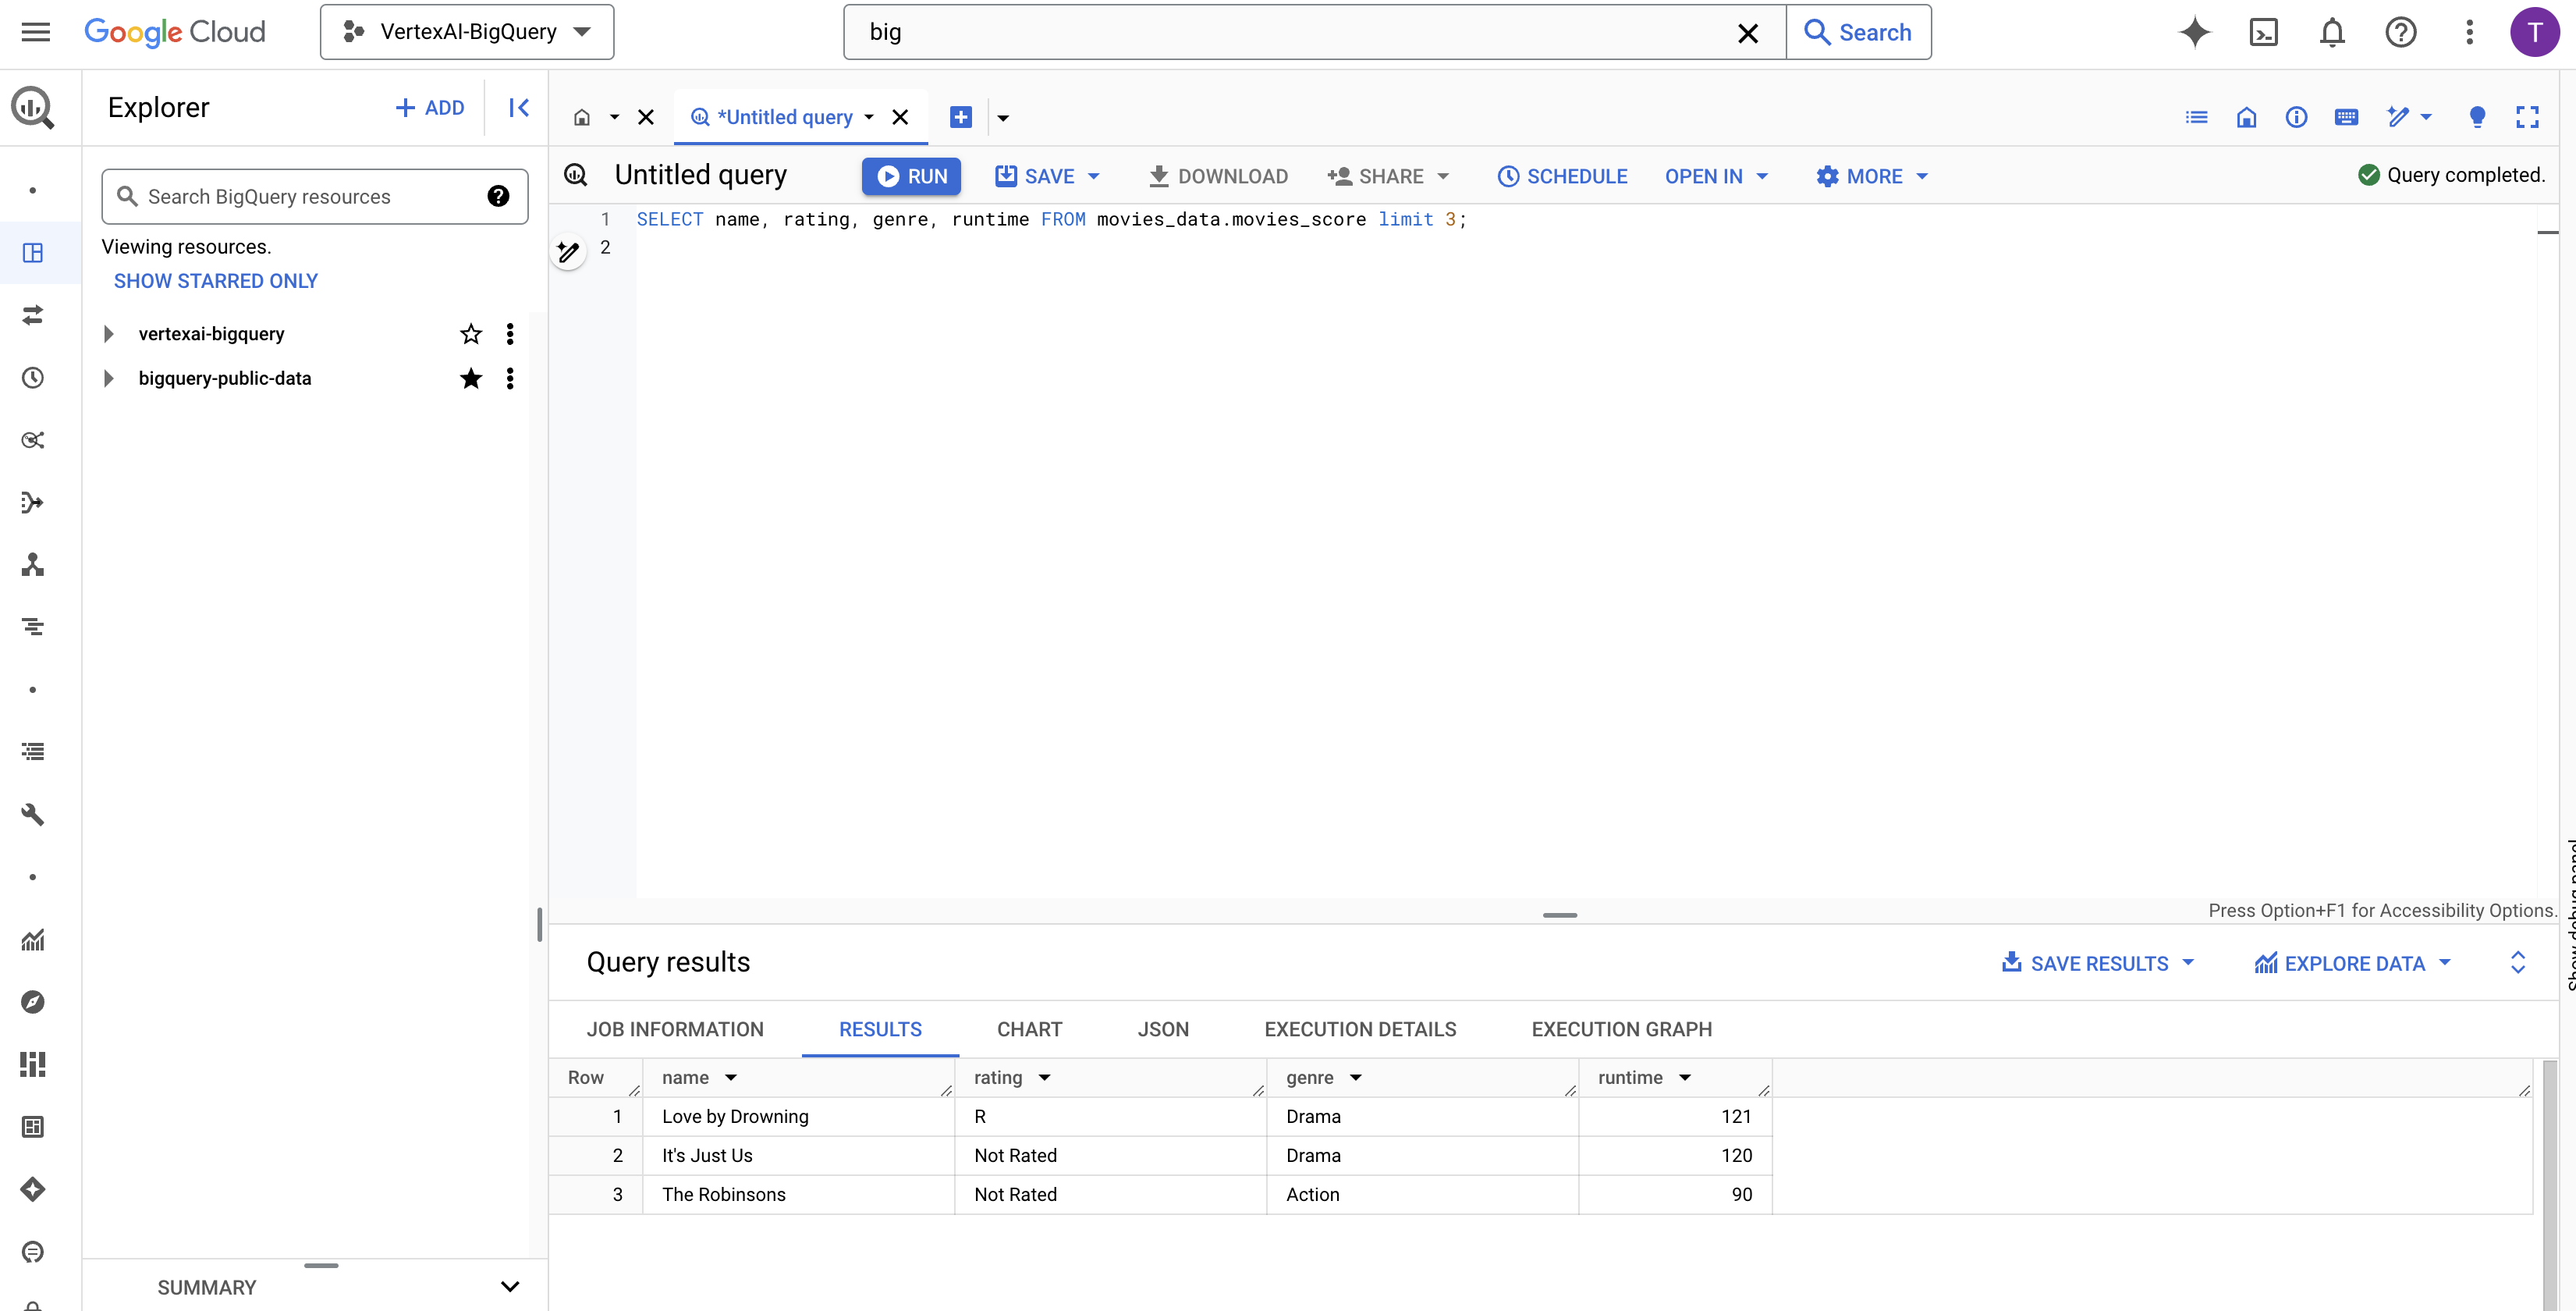 Google Cloud
VertexAI-BigQuery
big
Search
T
Explorer
ADD
*Untitled query
Search BigQuery resources
Viewing resources.
SHOW STARRED ONLY
vertexai-bigquery
bigquery-public-data
SUMMARY
Untitled query
RUN
SAVE
DOWNLOAD
SHARE
SCHEDULE
OPEN IN
MORE
Query completed.
1 SELECT name, rating, genre, runtime FROM movies_data.movies_score limit 3;
2
Press Option+F1 for Accessibility Options.
Show debug panel
Query results
SAVE RESULTS
EXPLORE DATA
JOB INFORMATION RESULTS CHART JSON EXECUTION DETAILS EXECUTION GRAPH
Row name rating genre runtime
1 Love by Drowning R Drama 121
2 It's Just Us Not Rated Drama 120
3 The Robinsons Not Rated Action 90